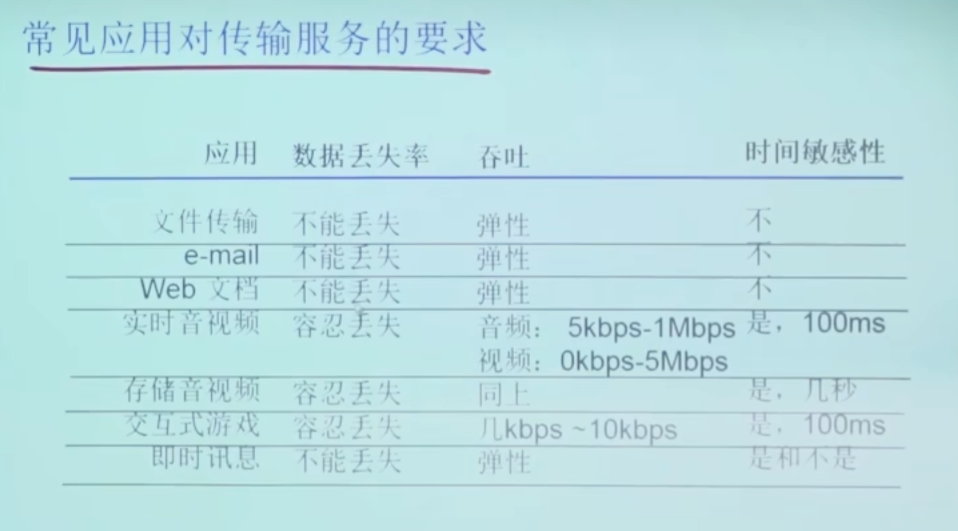 常见应用对传输服务的要求
应用 数据丢失率 吞吐 时间敏感性
文件传输 不能丢失 弹性 不
e-mail 不能丢失 弹性 不
Web 文档 不能丢失 弹性 不
实时音视频 容忍丢失 音频: 5kbps-1Mbps 是, 100ms
视频: 0kbps-5Mbps
存储音视频 容忍丢失 同上 是, 几秒
交互式游戏 容忍丢失 几kbps ~10kbps 是, 100ms
即时讯息 不能丢失 弹性 是和不是